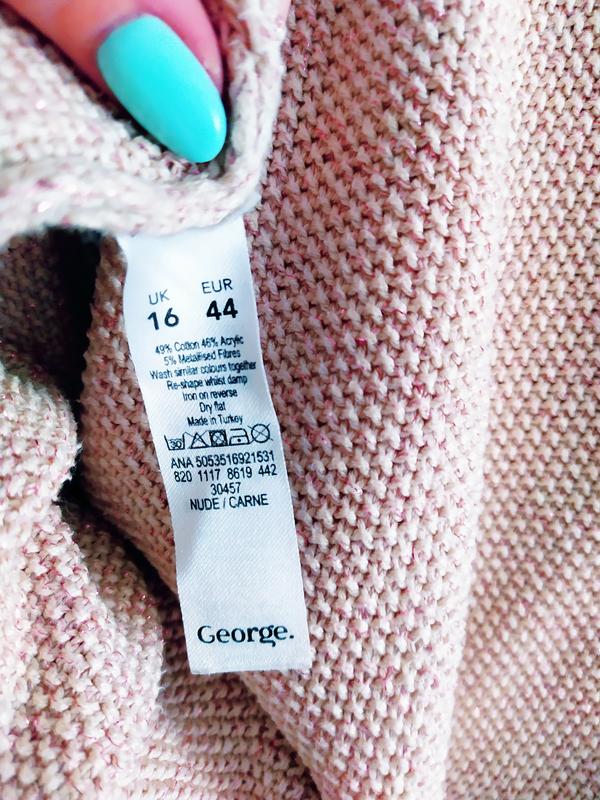 UK EUR
16 44
49% Cotton 46% Acrylic
5% Metallised Fibres
Wash similar colours together
Re-shape whilst damp
Iron on reverse
Dry flat
Made in Turkey
30
ANA 5053516921531
820 1117 8619 442
30457
NUDE / CARNE
George.